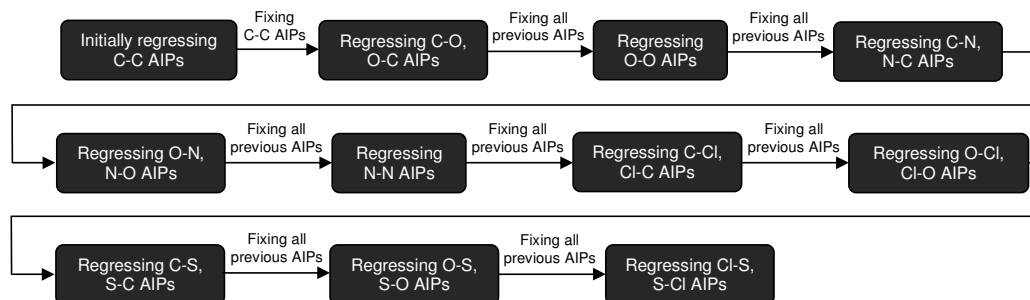 Fixing
C-C AIPs
Fixing all
previous AIPs
Fixing all
previous AIPs
Initially regressing
C-C AIPs
Regressing C-O,
O-C AIPs
Regressing
O-O AIPs
Regressing C-N,
N-C AIPs
Fixing all
previous AIPs
Fixing all
previous AIPs
Fixing all
previous AIPs
Regressing O-N,
N-O AIPs
Regressing
N-N AIPs
Regressing C-Cl,
Cl-C AIPs
Regressing O-Cl,
Cl-O AIPs
Fixing all
previous AIPs
Fixing all
previous AIPs
Regressing C-S,
S-C AIPs
Regressing O-S,
S-O AIPs
Regressing Cl-S,
S-Cl AIPs